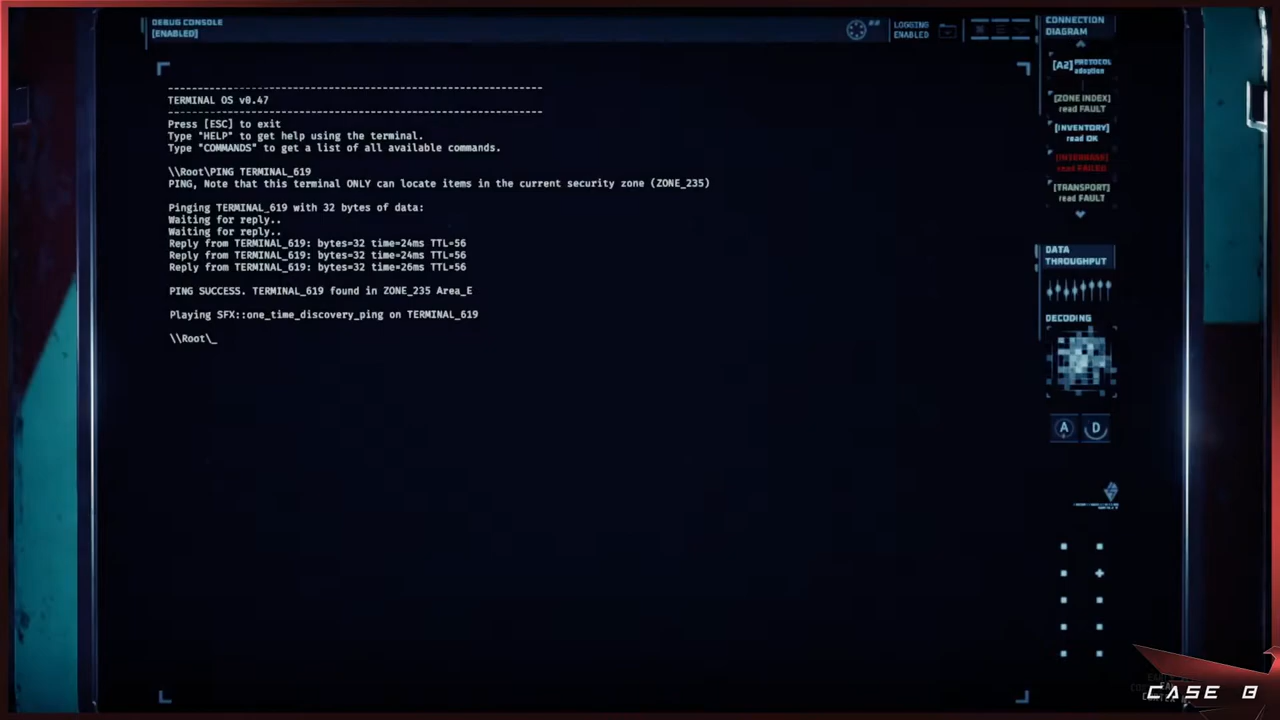 DEBUG CONSOLE
[ENABLED]
LOGGING
ENABLED
CONNECTION
DIAGRAM
[A2] PROTOCOL
adoption
[ZONE INDEX]
read FAULT
[INVENTORY]
read OK
read FAILED
[TRANSPORT]
read FAULT
DATA
THROUGHPUT
DECODING
A D
--------------------------------------------------------------
TERMINAL OS v0.47
--------------------------------------------------------------
Press [ESC] to exit
Type "HELP" to get help using the terminal.
Type "COMMANDS" to get a list of all available commands.
\\Root\PING TERMINAL_619
PING, Note that this terminal ONLY can locate items in the current security zone (ZONE_235)
Pinging TERMINAL_619 with 32 bytes of data:
Waiting for reply..
Waiting for reply..
Reply from TERMINAL_619: bytes=32 time=24ms TTL=56
Reply from TERMINAL_619: bytes=32 time=24ms TTL=56
Reply from TERMINAL_619: bytes=32 time=26ms TTL=56
PING SUCCESS. TERMINAL_619 found in ZONE_235 Area_E
Playing SFX::one_time_discovery_ping on TERMINAL_619
\\Root\_
CASE B